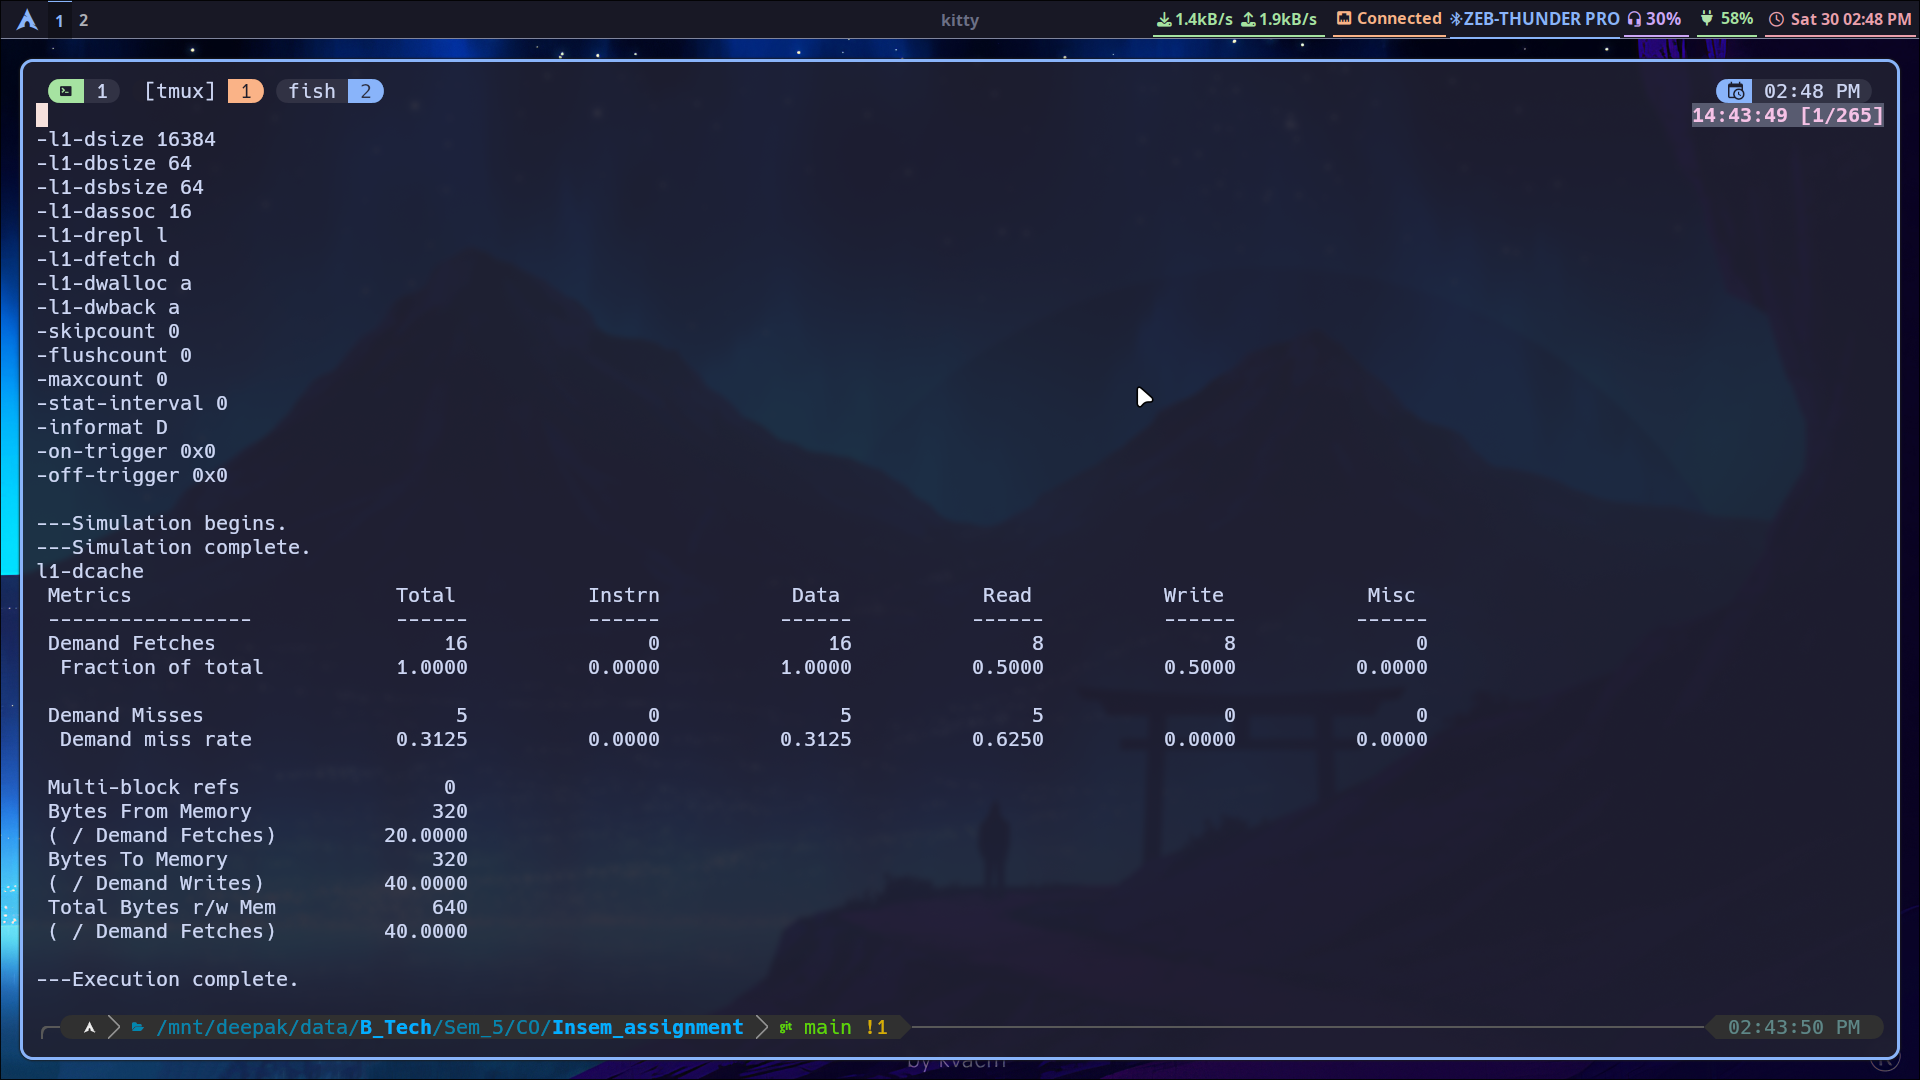 1 2 kitty 1.4kB/s 1.9kB/s Connected ZEB-THUNDER PRO 30% 58% Sat 30 02:48 PM
1 [tmux] 1 fish 2 02:48 PM
14:43:49 [1/265]
-l1-dsize 16384
-l1-dbsize 64
-l1-dsbsize 64
-l1-dassoc 16
-l1-drepl l
-l1-dfetch d
-l1-dwalloc a
-l1-dwback a
-skipcount 0
-flushcount 0
-maxcount 0
-stat-interval 0
-informat D
-on-trigger 0x0
-off-trigger 0x0
---Simulation begins.
---Simulation complete.
l1-dcache
Metrics Total Instrn Data Read Write Misc
----------------- ------ ------ ------ ------ ------ ------
Demand Fetches 16 0 16 8 8 0
Fraction of total 1.0000 0.0000 1.0000 0.5000 0.5000 0.0000
Demand Misses 5 0 5 5 0 0
Demand miss rate 0.3125 0.0000 0.3125 0.6250 0.0000 0.0000
Multi-block refs 0
Bytes From Memory 320
( / Demand Fetches) 20.0000
Bytes To Memory 320
( / Demand Writes) 40.0000
Total Bytes r/w Mem 640
( / Demand Fetches) 40.0000
---Execution complete.
/mnt/deepak/data/B_Tech/Sem_5/CO/Insem_assignment git main !1 02:43:50 PM
by